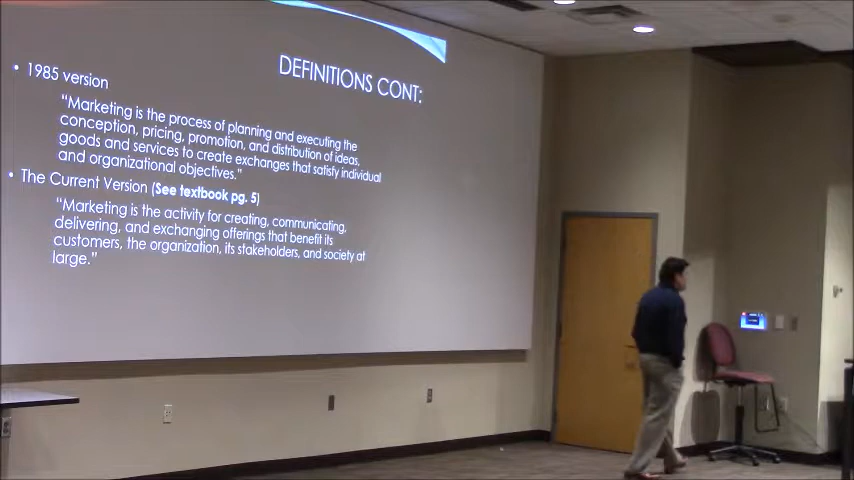 DEFINITIONS CONT:
• 1985 version
“Marketing is the process of planning and executing the
conception, pricing, promotion, and distribution of ideas,
goods and services to create exchanges that satisfy individual
and organizational objectives.”
• The Current Version (See textbook pg. 5)
“Marketing is the activity for creating, communicating,
delivering, and exchanging offerings that benefit its
customers, the organization, its stakeholders, and society at
large.”